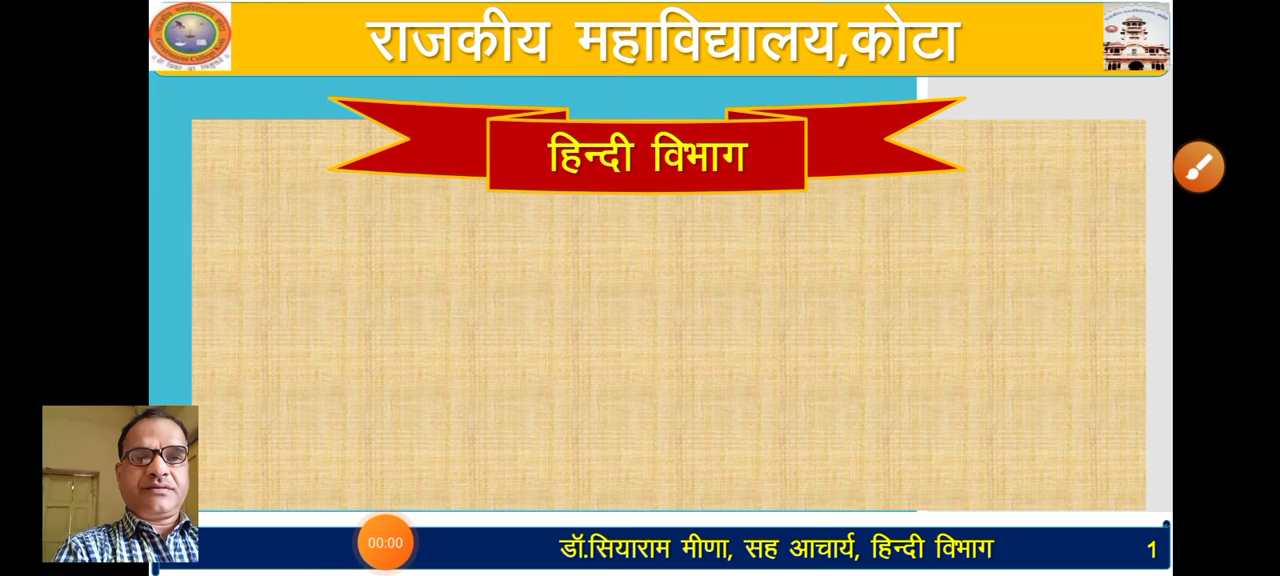 राजकीय महाविद्यालय,कोटा
हिन्दी विभाग
00:00
डॉ.सियाराम मीणा, सह आचार्य, हिन्दी विभाग
1